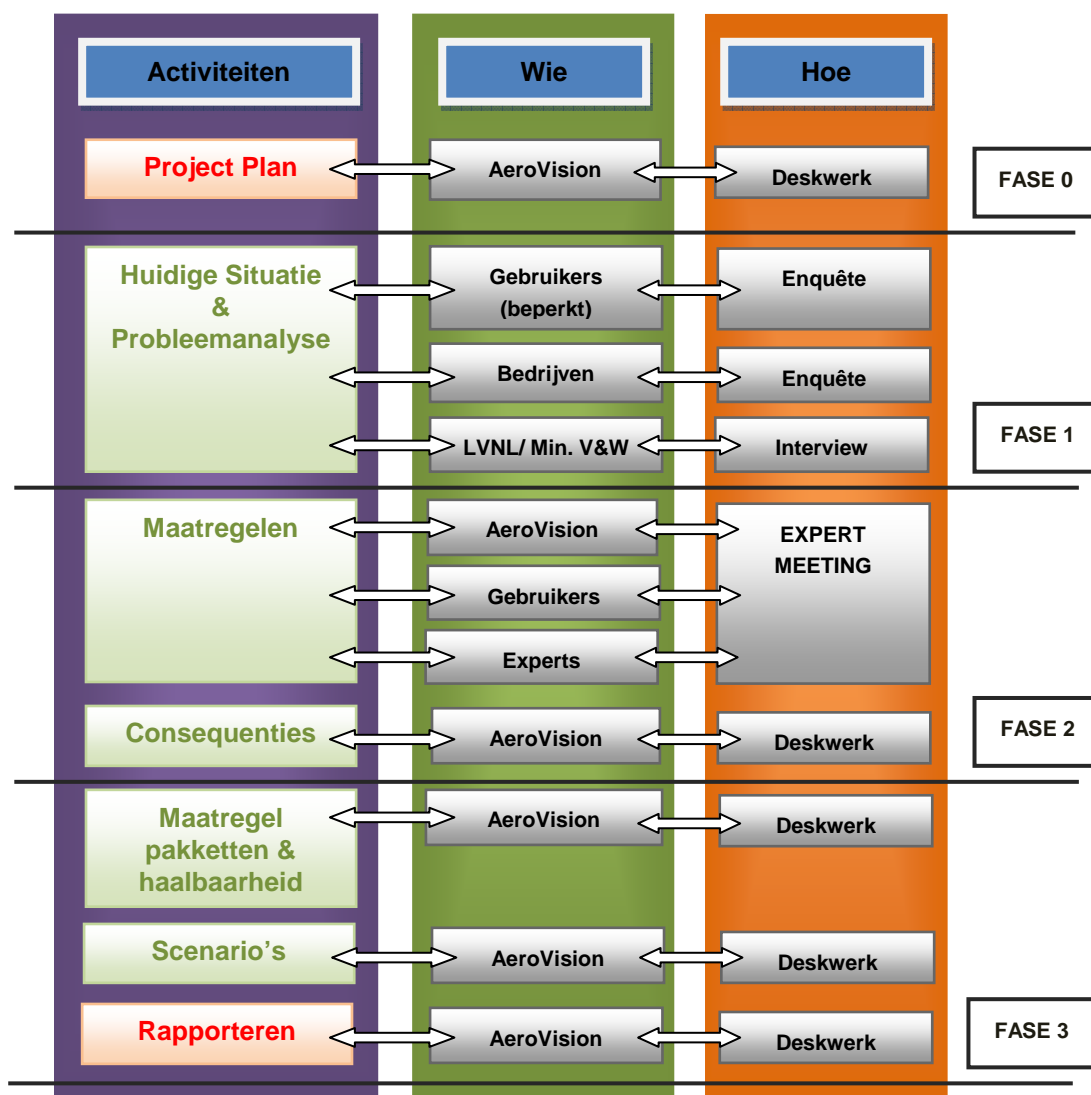 Activiteiten
Wie
Hoe
Project Plan
AeroVision
Deskwerk
FASE 0
Huidige Situatie
&
Probleemanalyse
Gebruikers
(beperkt)
Enquête
Bedrijven
Enquête
LVNL/ Min. V&W
Interview
FASE 1
Maatregelen
AeroVision
EXPERT
MEETING
Gebruikers
Experts
Consequenties
AeroVision
Deskwerk
FASE 2
Maatregel
pakketten &
haalbaarheid
AeroVision
Deskwerk
Scenario’s
AeroVision
Deskwerk
Rapporteren
AeroVision
Deskwerk
FASE 3